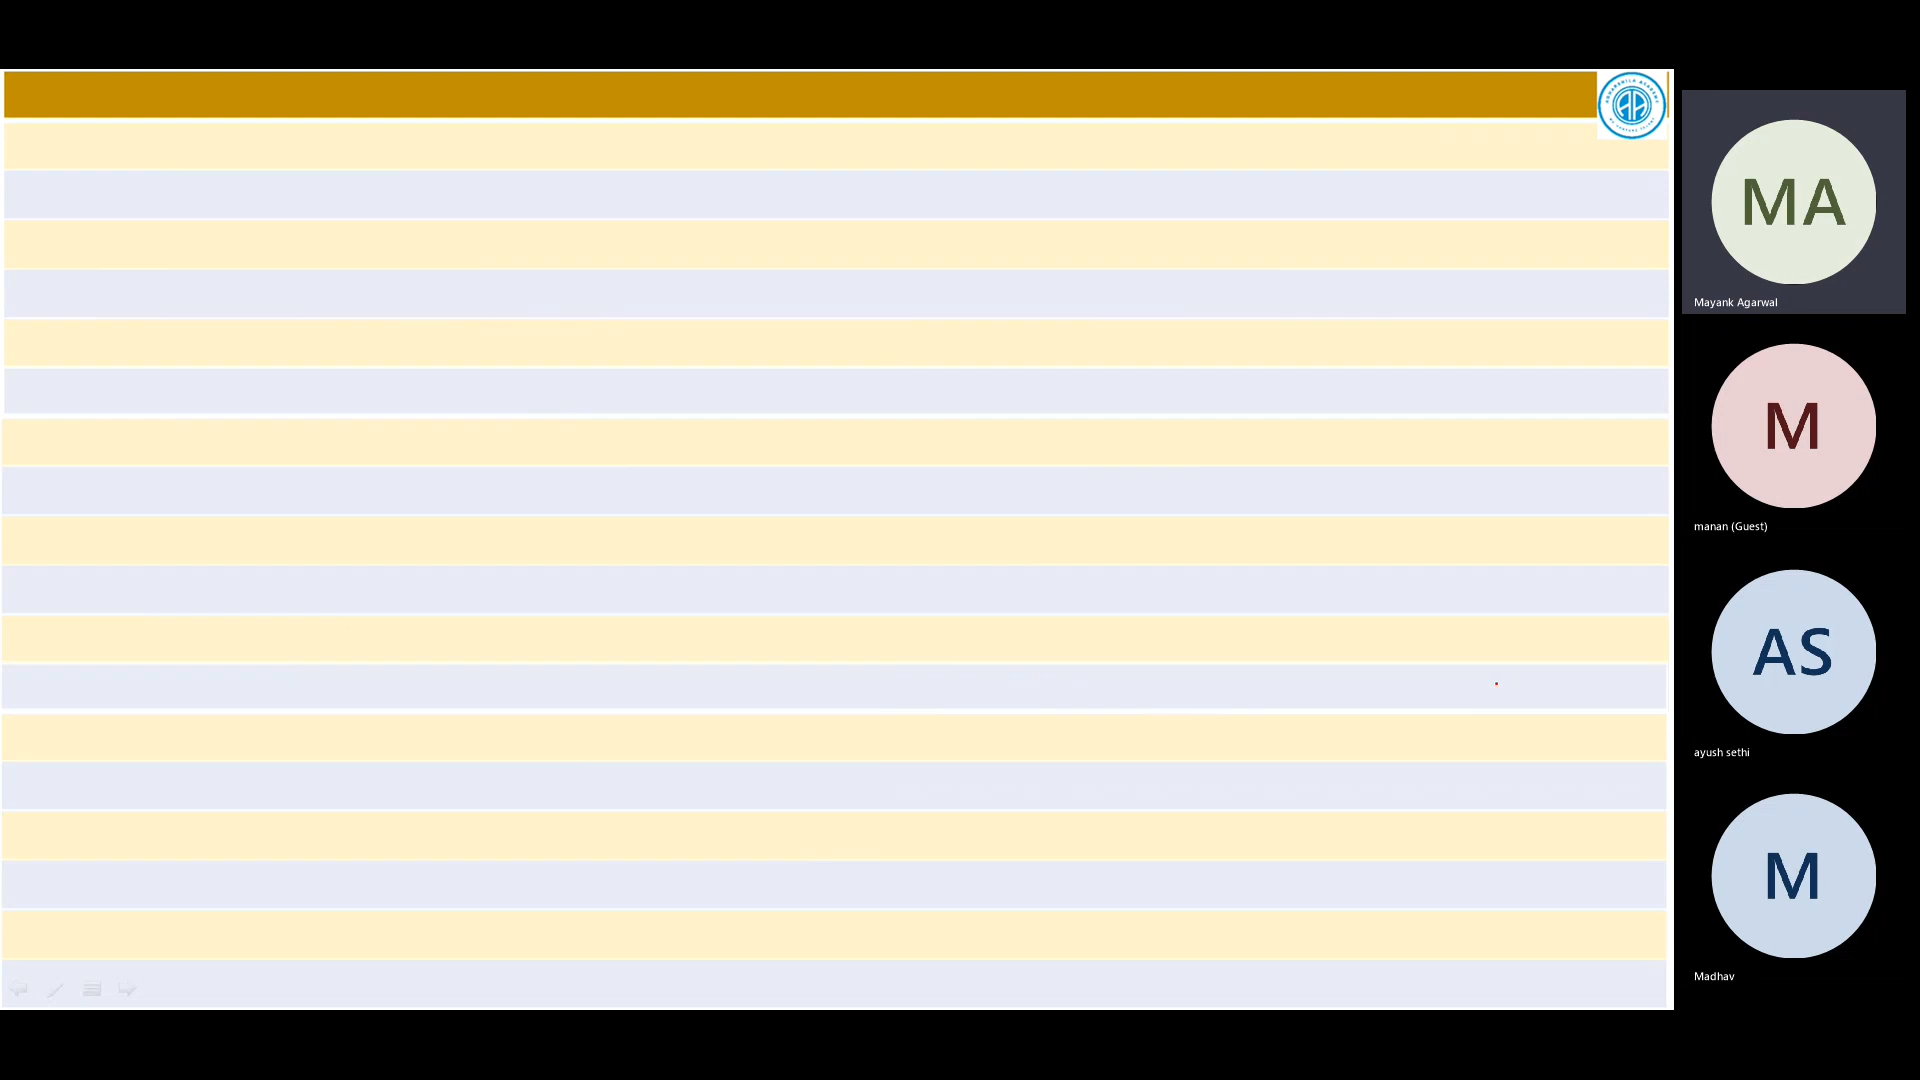 MA
Mayank Agarwal
M
manan (Guest)
AS
ayush sethi
M
Madhav